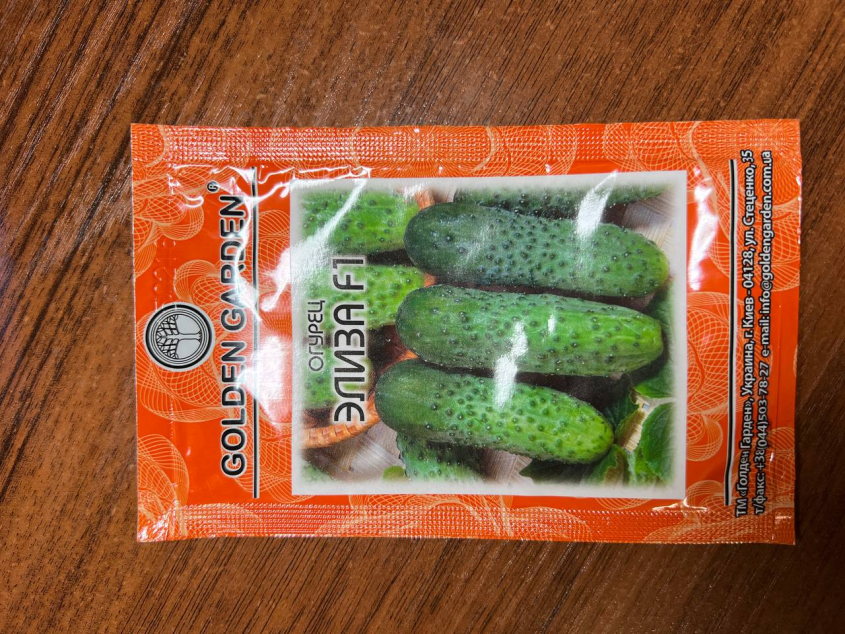 GOLDEN GARDEN®
ОГУРЕЦ
ЭЛИЗА F1
ТМ «Голден Гарден», Украина, г. Киев - 04128, ул. Стеценко, 35
т/факс: +38(044)503-78-27 e-mail: info@goldengarden.com.ua